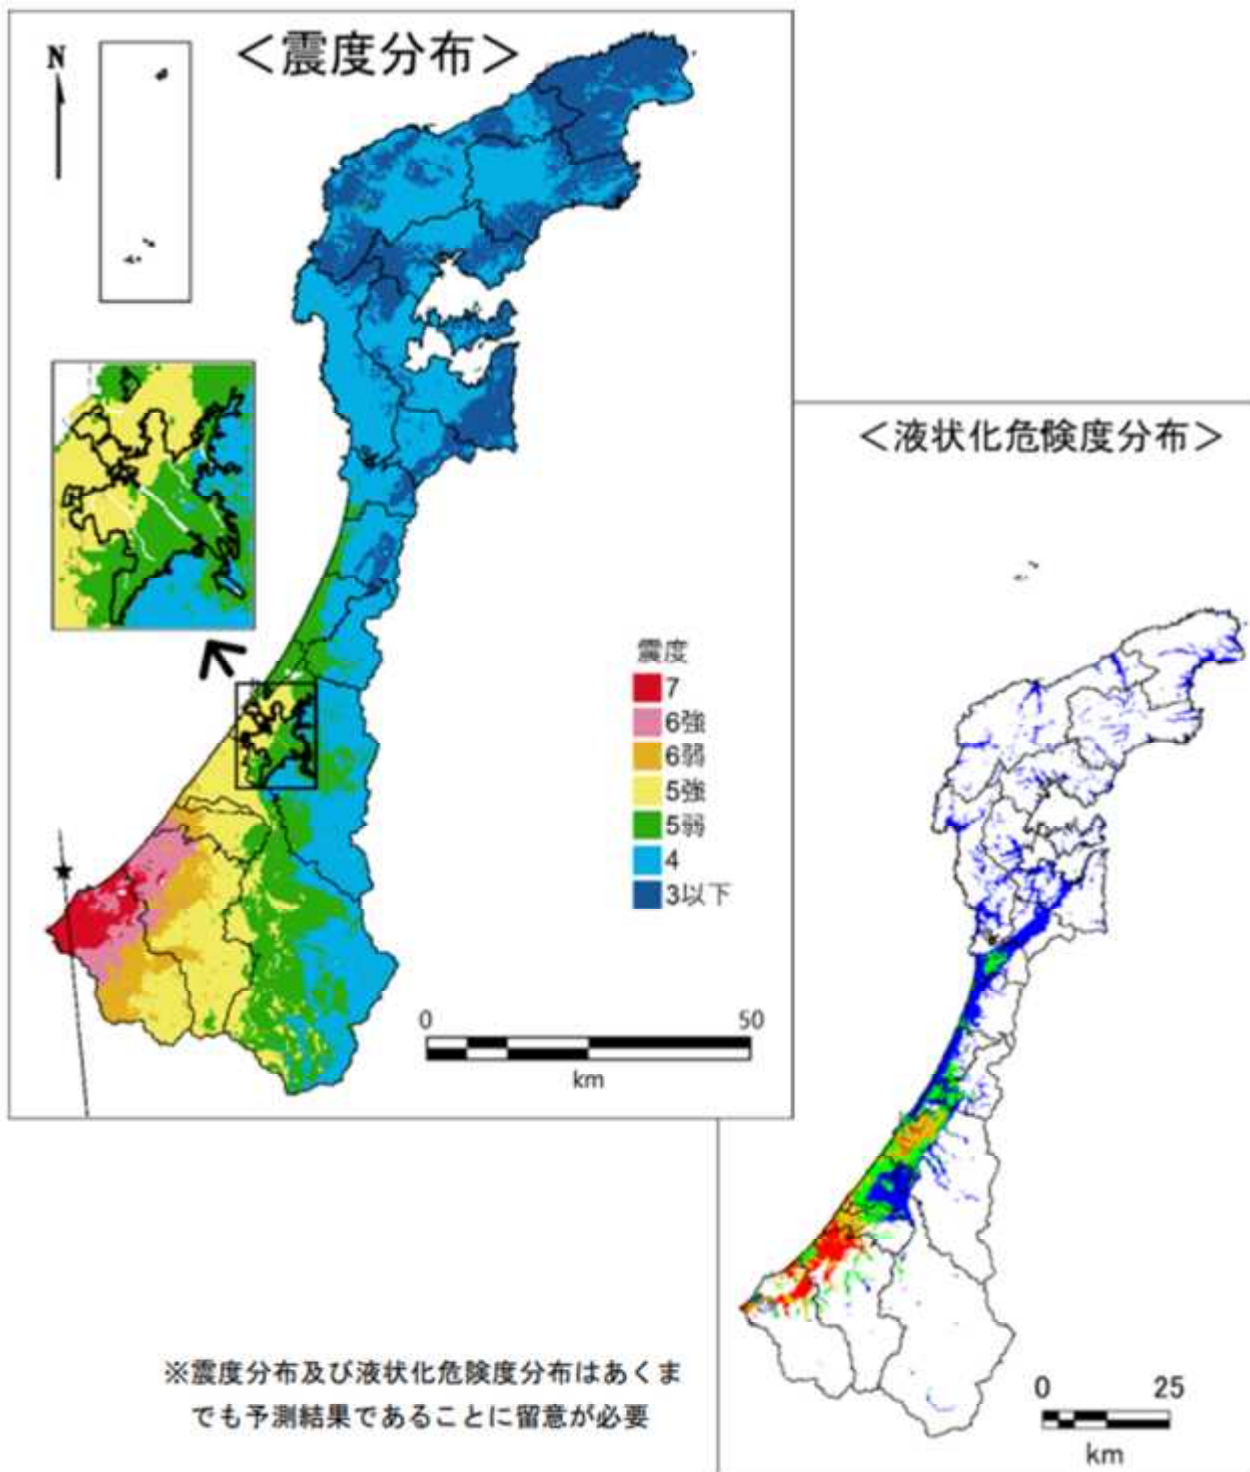 <震度分布>
N
震度
7
6強
6弱
5強
5弱
4
3以下
0 50
km
<液状化危険度分布>
0 25
km
※震度分布及び液状化危険度分布はあくま
でも予測結果であることに留意が必要